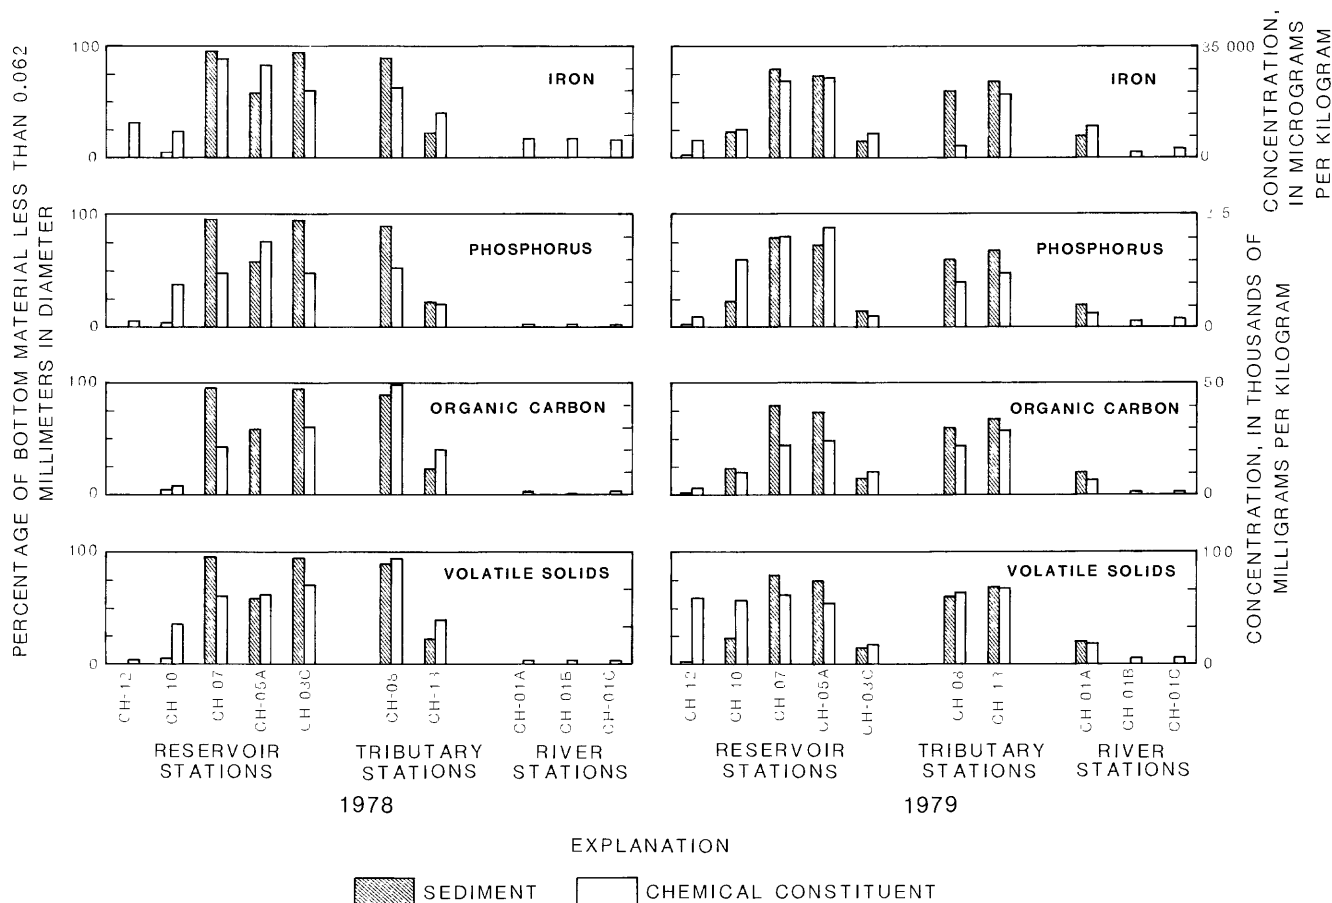 PERCENTAGE OF BOTTOM MATERIAL LESS THAN 0.062
MILLIMETERS IN DIAMETER
100
0
IRON
100
0
PHOSPHORUS
100
0
ORGANIC CARBON
100
0
VOLATILE SOLIDS
CH-12
CH 10
CH 07
CH-05A
CH 03C
CH-08
CH-1B
CH-01A
CH 01B
CH-01C
RESERVOIR
STATIONS
TRIBUTARY
STATIONS
RIVER
STATIONS
1978
IRON
35 000
0
PHOSPHORUS
0
ORGANIC CARBON
50
0
VOLATILE SOLIDS
100
0
CH 12
CH 10
CH 07
CH-05A
CH-03C
CH 08
CH 1B
CH 01A
CH 01B
CH-01C
RESERVOIR
STATIONS
TRIBUTARY
STATIONS
RIVER
STATIONS
1979
CONCENTRATION,
IN MICROGRAMS
PER KILOGRAM
CONCENTRATION, IN THOUSANDS OF
MILLIGRAMS PER KILOGRAM
EXPLANATION
SEDIMENT
CHEMICAL CONSTITUENT